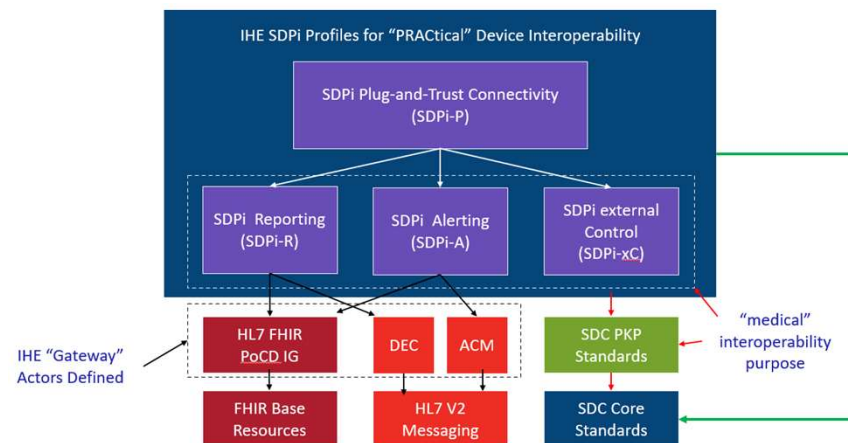 IHE SDPi Profiles for “PRACtical” Device Interoperability
SDPi Plug-and-Trust Connectivity
(SDPi-P)
SDPi Reporting
(SDPi-R)
SDPi Alerting
(SDPi-A)
SDPi external
Control
(SDPi-xC)
IHE “Gateway”
Actors Defined
HL7 FHIR
PoCD IG
DEC
ACM
SDC PKP
Standards
“medical”
interoperability
purpose
FHIR Base
Resources
HL7 V2
Messaging
SDC Core
Standards